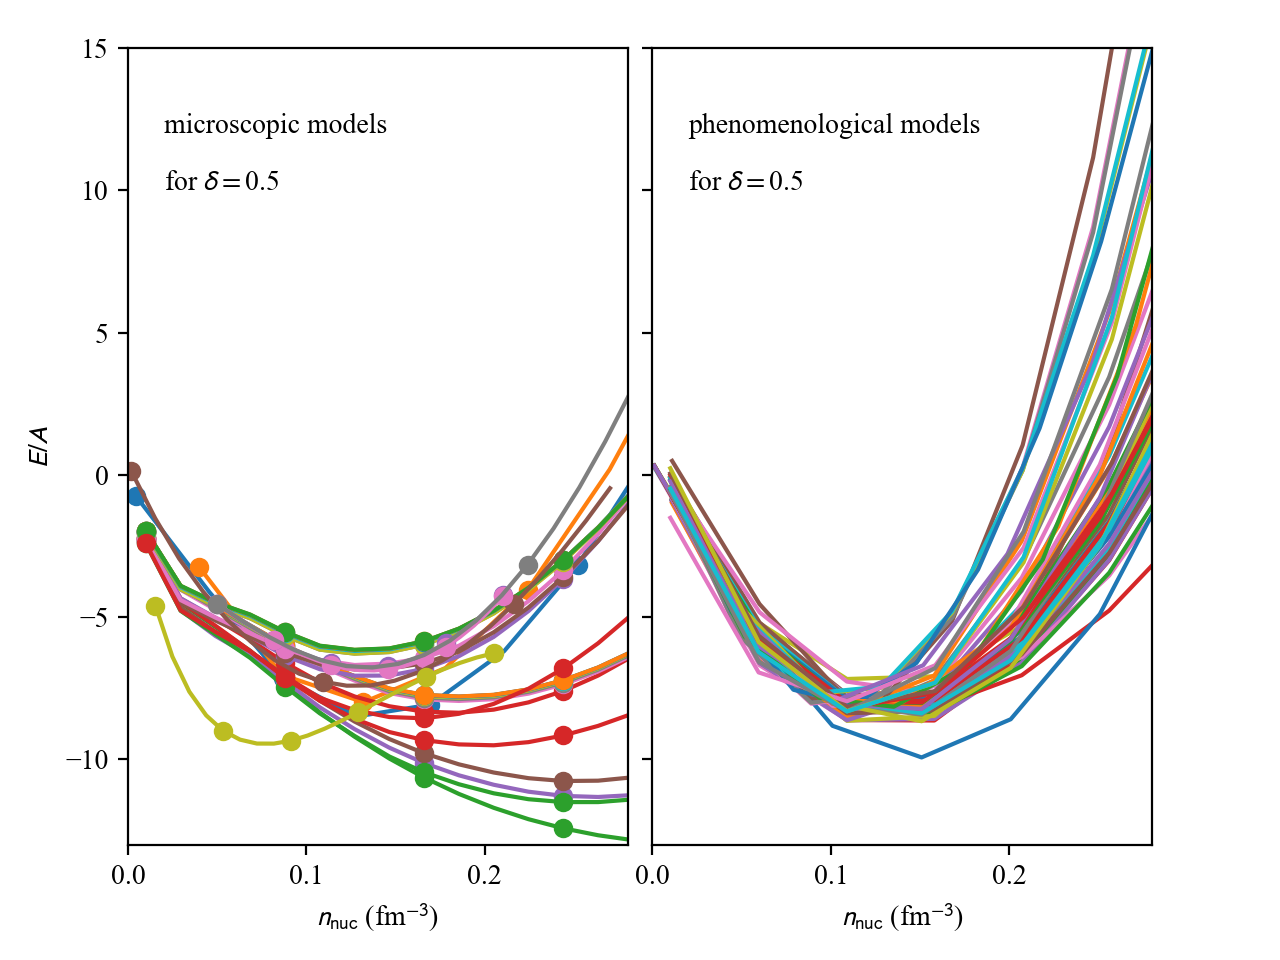 microscopic models
for δ = 0.5
phenomenological models
for δ = 0.5
15
10
5
0
−5
−10
E/A
0.0
0.1
0.2
0.0
0.1
0.2
n_nuc (fm⁻³)
n_nuc (fm⁻³)